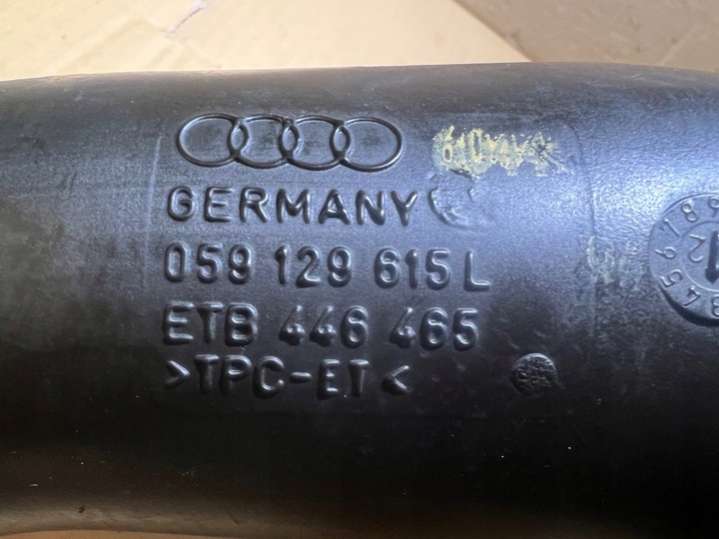 GERMANY
059 129 615 L
ETB 446 465
>TPC-ET<